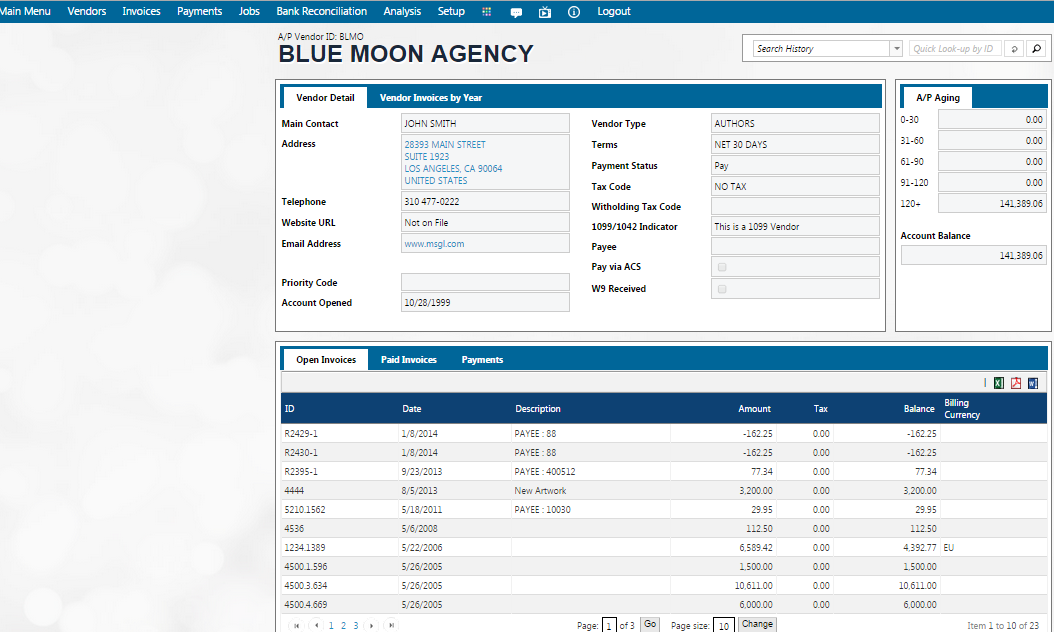 Main Menu Vendors Invoices Payments Jobs Bank Reconciliation Analysis Setup Logout
A/P Vendor ID: BLMO
BLUE MOON AGENCY
Search History Quick Look-up by ID
Vendor Detail Vendor Invoices by Year
Main Contact JOHN SMITH
Address 28393 MAIN STREET
SUITE 1923
LOS ANGELES, CA 90064
UNITED STATES
Telephone 310 477-0222
Website URL Not on File
Email Address www.msgl.com
Priority Code
Account Opened 10/28/1999
Vendor Type AUTHORS
Terms NET 30 DAYS
Payment Status Pay
Tax Code NO TAX
Witholding Tax Code
1099/1042 Indicator This is a 1099 Vendor
Payee
Pay via ACS
W9 Received
A/P Aging
0-30 0.00
31-60 0.00
61-90 0.00
91-120 0.00
120+ 141,389.06
Account Balance
141,389.06
Open Invoices Paid Invoices Payments
ID Date Description Amount Tax Balance Billing Currency
R2429-1 1/8/2014 PAYEE : 88 -162.25 0.00 -162.25
R2430-1 1/8/2014 PAYEE : 88 -162.25 0.00 -162.25
R2395-1 9/23/2013 PAYEE : 400512 77.34 0.00 77.34
4444 8/5/2013 New Artwork 3,200.00 0.00 3,200.00
5210.1562 5/18/2011 PAYEE : 10030 29.95 0.00 29.95
4536 5/6/2008 112.50 0.00 112.50
1234.1389 5/22/2006 6,589.42 0.00 4,392.77 EU
4500.1.596 5/26/2005 1,500.00 0.00 1,500.00
4500.3.634 5/26/2005 10,611.00 0.00 10,611.00
4500.4.669 5/26/2005 6,000.00 0.00 6,000.00
1 2 3 Page: 1 of 3 Go Page size: 10 Change Item 1 to 10 of 23